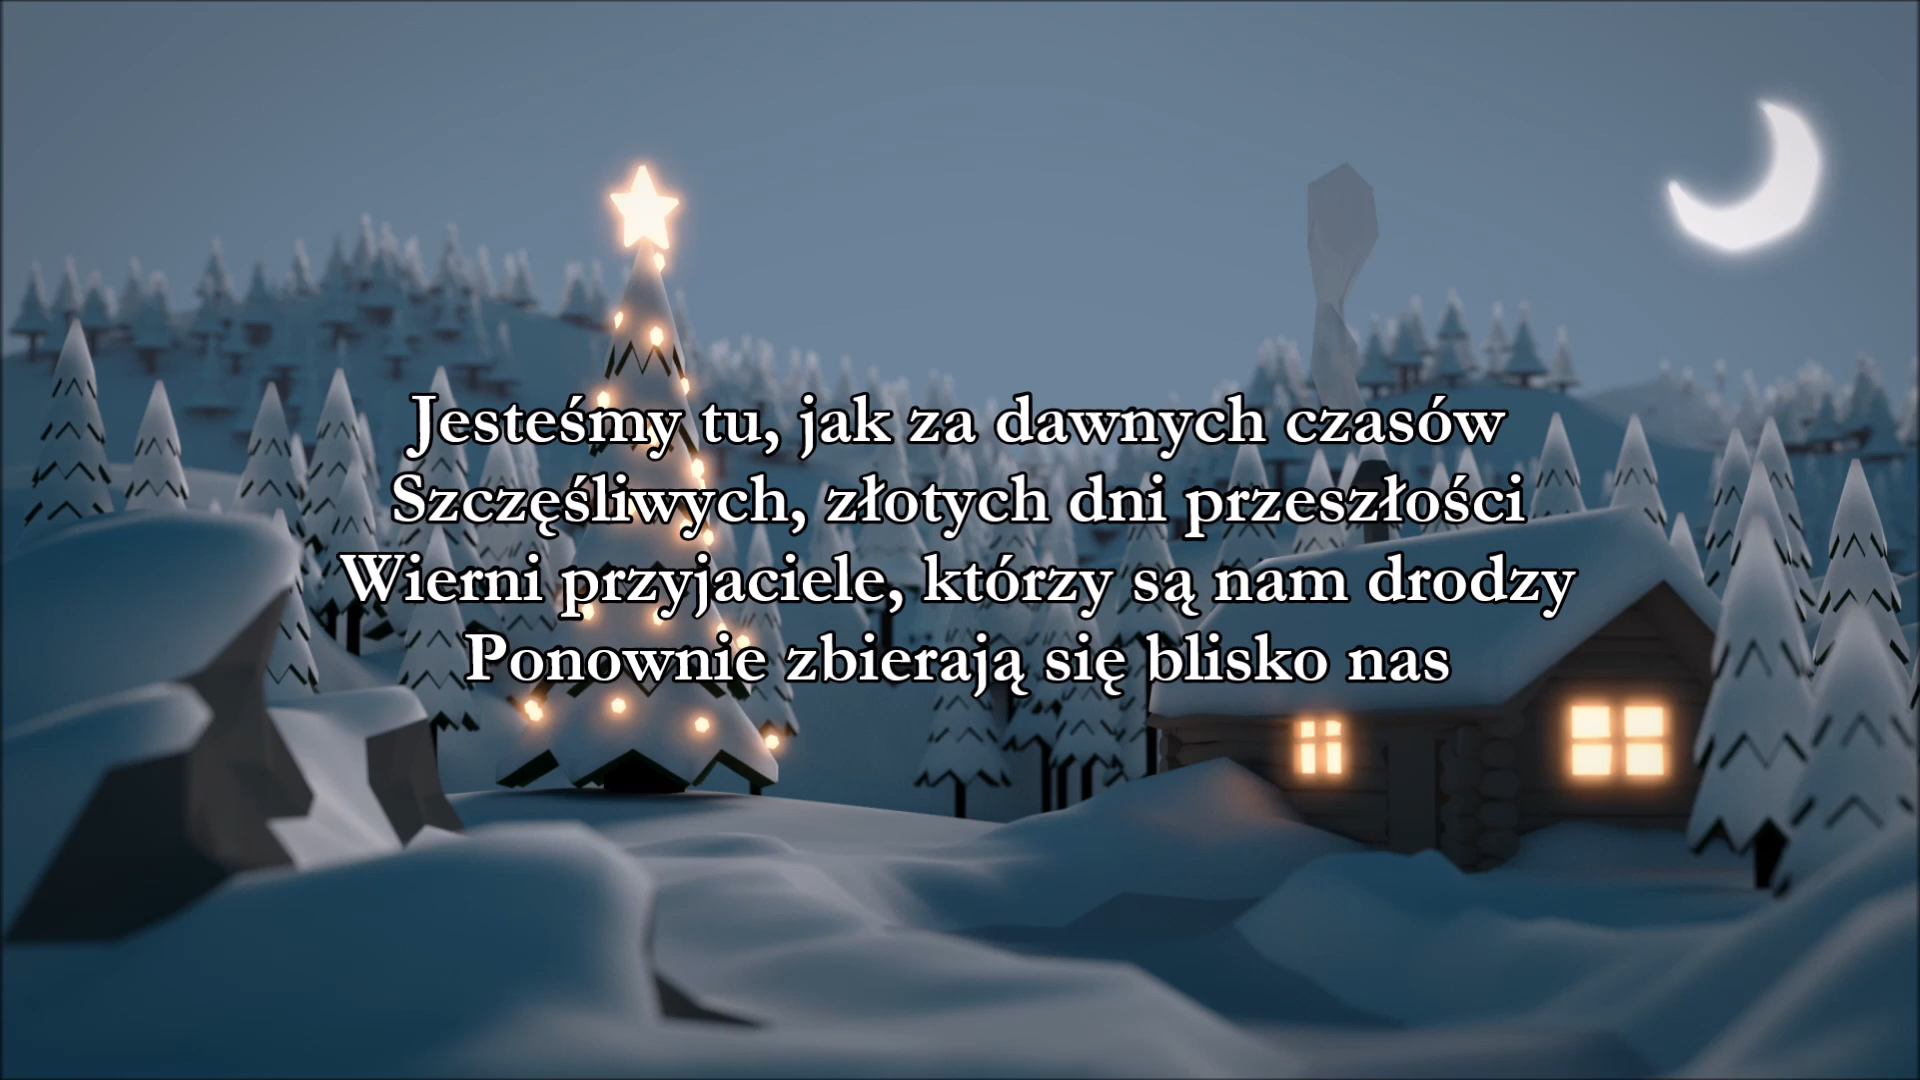 Jesteśmy tu, jak za dawnych czasów
Szczęśliwych, złotych dni przeszłości
Wierni przyjaciele, którzy są nam drodzy
Ponownie zbierają się blisko nas